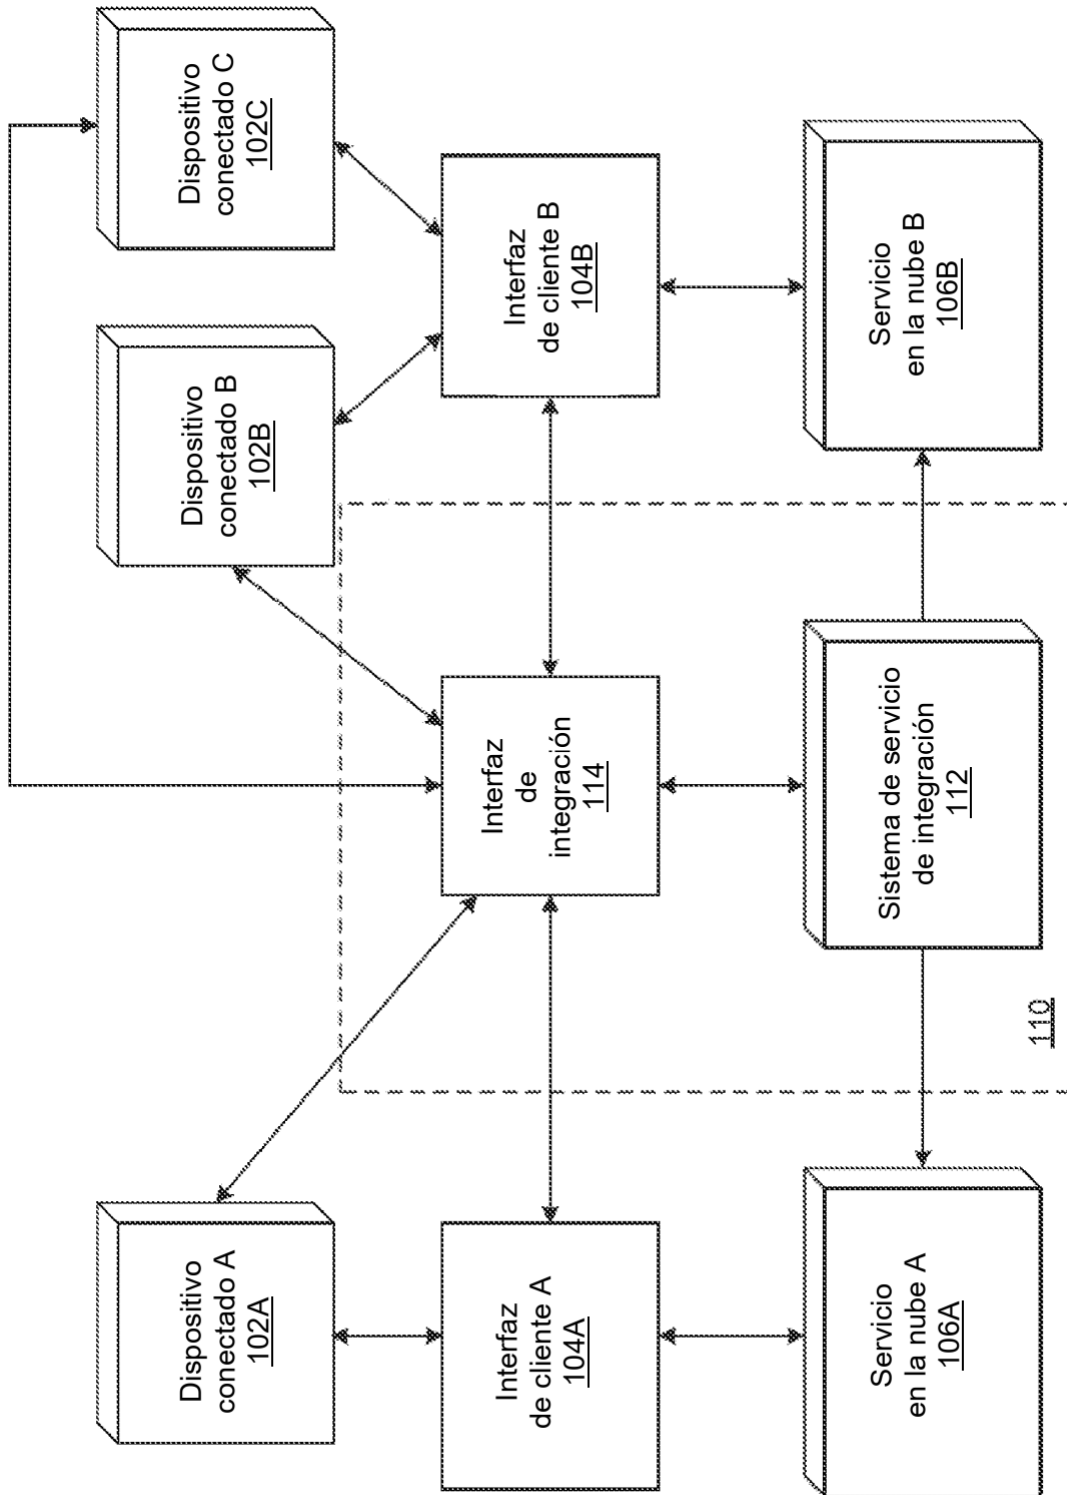 Dispositivo
conectado A
102A
Dispositivo
conectado B
102B
Dispositivo
conectado C
102C
Interfaz
de cliente A
104A
Interfaz
de
integración
114
Interfaz
de cliente B
104B
Servicio
en la nube A
106A
Sistema de servicio
de integración
112
Servicio
en la nube B
106B
110